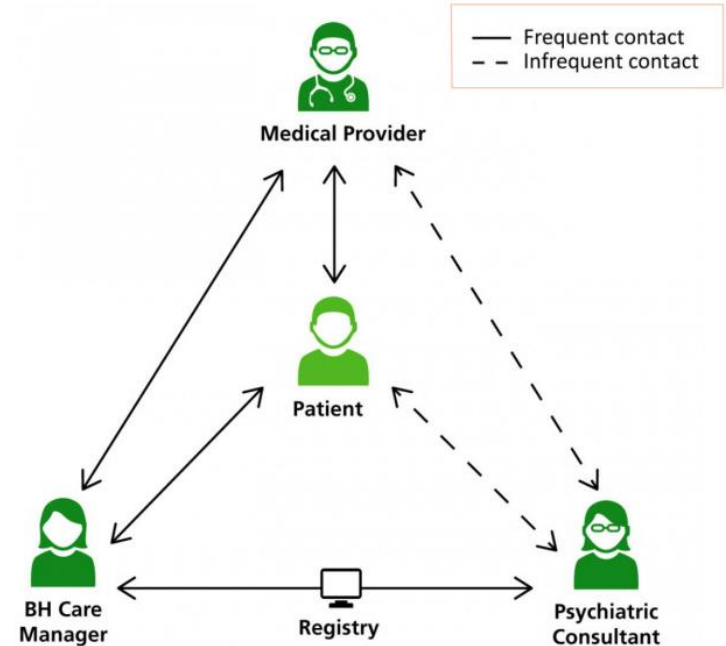 Frequent contact
Infrequent contact
Medical Provider
Patient
BH Care
Manager
Registry
Psychiatric
Consultant